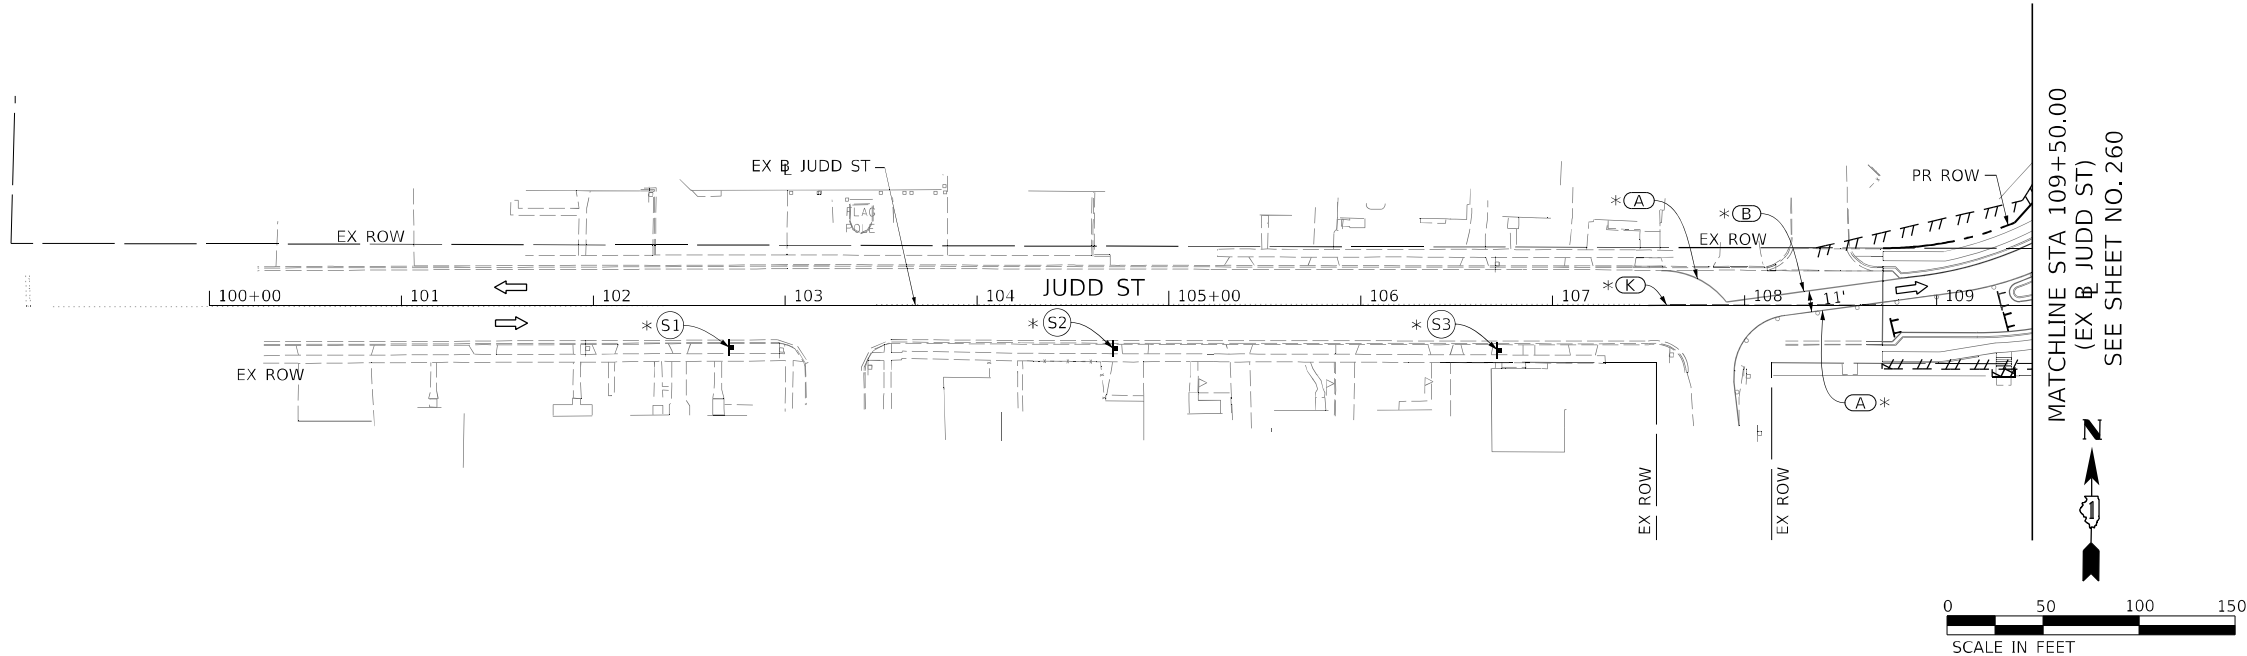 EX ROW
EX ROW
EX ROW
EX ROW
EX ROW
EX ℄ JUDD ST
FLAG
POLE
JUDD ST
100+00
101
102
103
104
105+00
106
107
108
109
11'
* A
* B
* K
* S1
* S2
* S3
A *
PR ROW
MATCHLINE STA 109+50.00
(EX ℄ JUDD ST)
SEE SHEET NO. 260
N
1
0
50
100
150
SCALE IN FEET